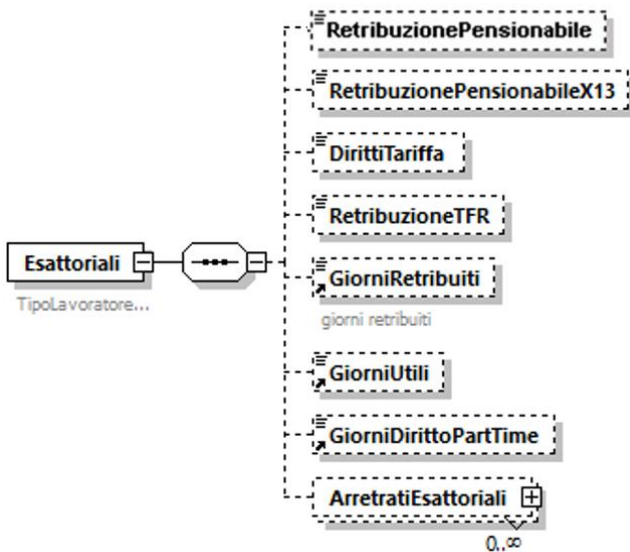 RetribuzionePensionabile
RetribuzionePensionabileX13
DirittiTariffa
RetribuzioneTFR
Esattoriali
TipoLavoratore...
GiorniRetribuiti
giorni retribuiti
GiorniUtili
GiorniDirittoPartTime
ArretratiEsattoriali
0..∞